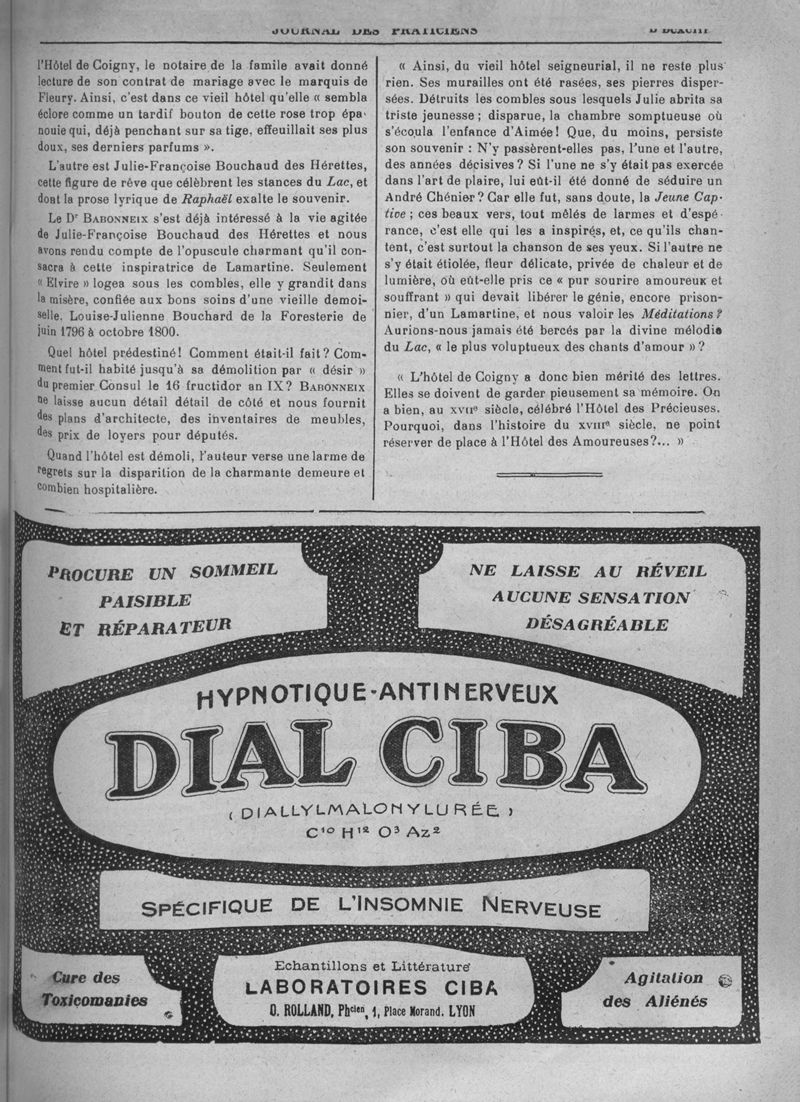 JOURNAL DES PRATICIENS
l'Hôtel de Coigny, le notaire de la famile avait donné
lecture de son contrat de mariage avec le marquis de
Fleury. Ainsi, c'est dans ce vieil hôtel qu'elle « sembla
éclore comme un tardif bouton de cette rose trop épa-
nouie qui, déjà penchant sur sa tige, effeuillait ses plus
doux, ses derniers parfums ».
L'autre est Julie-Françoise Bouchaud des Hérettes,
cette figure de rêve que célèbrent les stances du Lac, et
dont la prose lyrique de Raphaël exalte le souvenir.
Le Dr BABONNEIX s'est déjà intéressé à la vie agitée
de Julie-Françoise Bouchaud des Hérettes et nous
avons rendu compte de l'opuscule charmant qu'il con-
sacra à cette inspiratrice de Lamartine. Seulement
« Elvire » logea sous les combles, elle y grandit dans
la misère, confiée aux bons soins d'une vieille demoi-
selle, Louise-Julienne Bouchard de la Foresterie de
juin 1796 à octobre 1800.
Quel hôtel prédestiné! Comment était-il fait? Com-
ment fut-il habité jusqu'à sa démolition par « désir »
du premier Consul le 16 fructidor an IX? BABONNEIX
ne laisse aucun détail détail de côté et nous fournit
des plans d'architecte, des inventaires de meubles,
des prix de loyers pour députés.
Quand l'hôtel est démoli, l'auteur verse une larme de
regrets sur la disparition de la charmante demeure et
combien hospitalière.
« Ainsi, du vieil hôtel seigneurial, il ne reste plus
rien. Ses murailles ont été rasées, ses pierres disper-
sées. Détruits les combles sous lesquels Julie abrita sa
triste jeunesse; disparue, la chambre somptueuse où
s'écoula l'enfance d'Aimée! Que, du moins, persiste
son souvenir : N'y passèrent-elles pas, l'une et l'autre,
des années décisives? Si l'une ne s'y était pas exercée
dans l'art de plaire, lui eût-il été donné de séduire un
André Chénier? Car elle fut, sans doute, la Jeune Cap-
tive; ces beaux vers, tout mêlés de larmes et d'espé-
rance, c'est elle qui les a inspirés, et, ce qu'ils chan-
tent, c'est surtout la chanson de ses yeux. Si l'autre ne
s'y était étiolée, fleur délicate, privée de chaleur et de
lumière, où eût-elle pris ce « pur sourire amoureux et
souffrant » qui devait libérer le génie, encore prison-
nier, d'un Lamartine, et nous valoir les Méditations?
Aurions-nous jamais été bercés par la divine mélodie
du Lac, « le plus voluptueux des chants d'amour »?
« L'hôtel de Coigny a donc bien mérité des lettres.
Elles se doivent de garder pieusement sa mémoire. On
a bien, au XVIIe siècle, célébré l'Hôtel des Précieuses.
Pourquoi, dans l'histoire du XVIIIe siècle, ne point
réserver de place à l'Hôtel des Amoureuses?... »
PROCURE UN SOMMEIL
PAISIBLE
ET RÉPARATEUR
NE LAISSE AU RÉVEIL
AUCUNE SENSATION
DÉSAGRÉABLE
HYPNOTIQUE-ANTINERVEUX
DIAL CIBA
(DIALLYLMALONYLURÉE)
C10 H12 O3 Az2
SPÉCIFIQUE DE L'INSOMNIE NERVEUSE
Cure des
Toxicomanies
Echantillons et Littérature
LABORATOIRES CIBA
O. ROLLAND, Phcien, 1, Place Morand. LYON
Agitation
des Aliénés